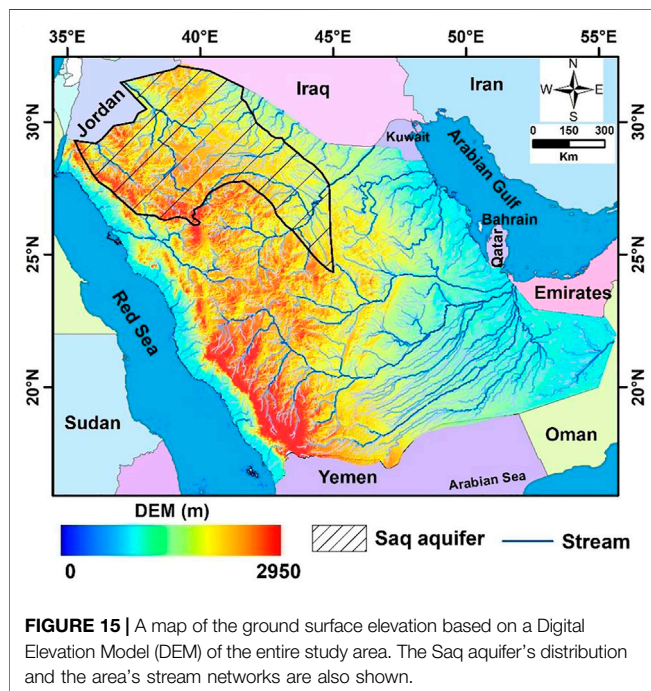 35°E 40°E 45°E 50°E 55°E
N
W E
S
0 150 300
Km
Iraq
Iran
Jordan
Kuwait
30°N 30°N
Arabian Gulf
Bahrain
Qatar
25°N 25°N
Emirates
Red Sea
20°N 20°N
Sudan
Oman
Yemen
Arabian Sea
DEM (m)
Saq aquifer
Stream
0 2950
FIGURE 15 | A map of the ground surface elevation based on a Digital
Elevation Model (DEM) of the entire study area. The Saq aquifer's distribution
and the area's stream networks are also shown.